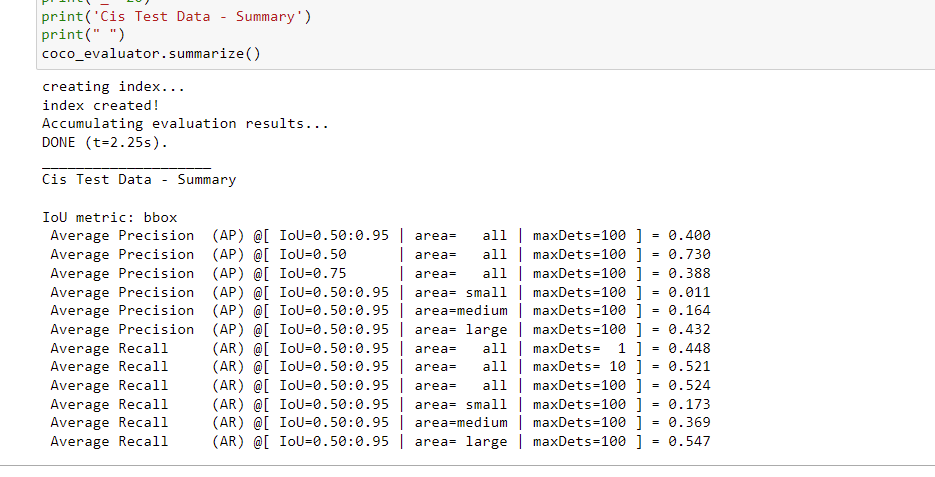 print('Cis Test Data - Summary')
print(" ")
coco_evaluator.summarize()
creating index...
index created!
Accumulating evaluation results...
DONE (t=2.25s).
____________________
Cis Test Data - Summary
IoU metric: bbox
 Average Precision  (AP) @[ IoU=0.50:0.95 | area=   all | maxDets=100 ] = 0.400
 Average Precision  (AP) @[ IoU=0.50      | area=   all | maxDets=100 ] = 0.730
 Average Precision  (AP) @[ IoU=0.75      | area=   all | maxDets=100 ] = 0.388
 Average Precision  (AP) @[ IoU=0.50:0.95 | area= small | maxDets=100 ] = 0.011
 Average Precision  (AP) @[ IoU=0.50:0.95 | area=medium | maxDets=100 ] = 0.164
 Average Precision  (AP) @[ IoU=0.50:0.95 | area= large | maxDets=100 ] = 0.432
 Average Recall     (AR) @[ IoU=0.50:0.95 | area=   all | maxDets=  1 ] = 0.448
 Average Recall     (AR) @[ IoU=0.50:0.95 | area=   all | maxDets= 10 ] = 0.521
 Average Recall     (AR) @[ IoU=0.50:0.95 | area=   all | maxDets=100 ] = 0.524
 Average Recall     (AR) @[ IoU=0.50:0.95 | area= small | maxDets=100 ] = 0.173
 Average Recall     (AR) @[ IoU=0.50:0.95 | area=medium | maxDets=100 ] = 0.369
 Average Recall     (AR) @[ IoU=0.50:0.95 | area= large | maxDets=100 ] = 0.547